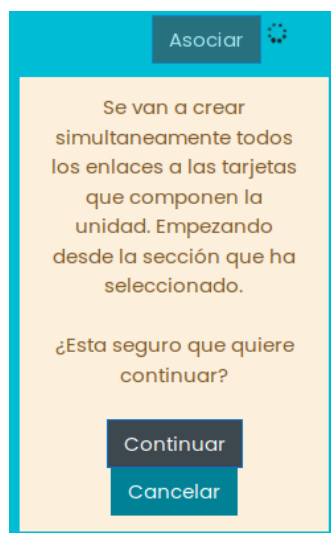 Asociar
Se van a crear
simultaneamente todos
los enlaces a las tarjetas
que componen la
unidad. Empezando
desde la sección que ha
seleccionado.
¿Esta seguro que quiere
continuar?
Continuar
Cancelar